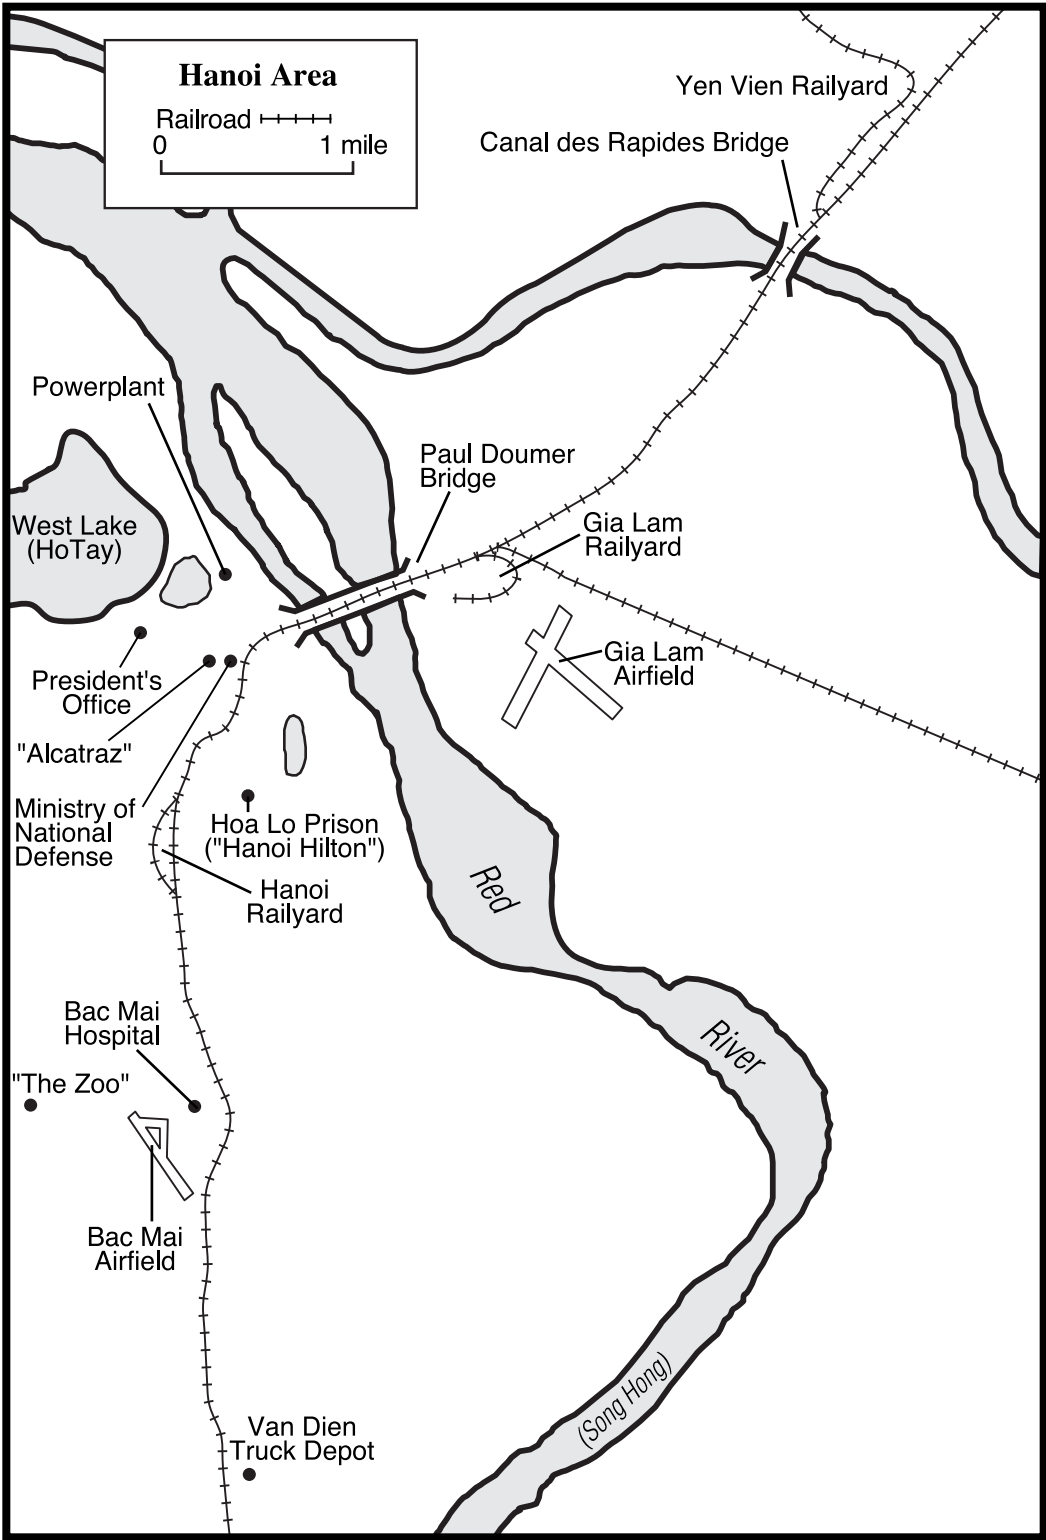 Hanoi Area
Railroad
0 1 mile
Yen Vien Railyard
Canal des Rapides Bridge
Powerplant
Paul Doumer
Bridge
West Lake
(HoTay)
Gia Lam
Railyard
Gia Lam
Airfield
President's
Office
"Alcatraz"
Ministry of
National
Defense
Hoa Lo Prison
("Hanoi Hilton")
Hanoi
Railyard
Red
River
Bac Mai
Hospital
"The Zoo"
Bac Mai
Airfield
(Song Hong)
Van Dien
Truck Depot